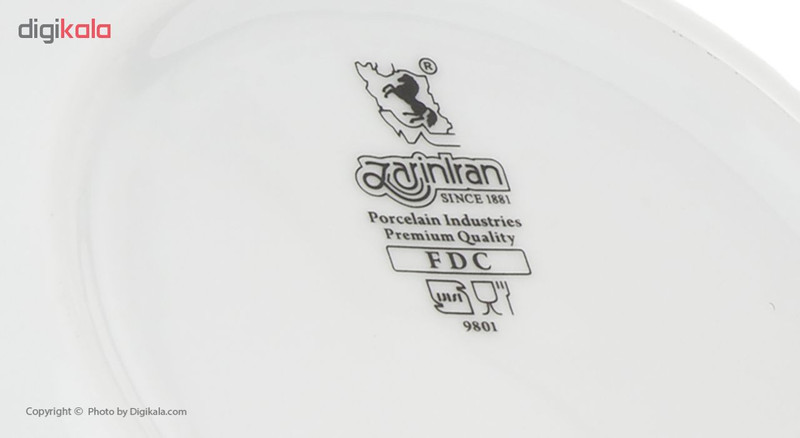 digikala
®
zarinIran
SINCE 1881
Porcelain Industries
Premium Quality
FDC
9801
Copyright © Photo by Digikala.com